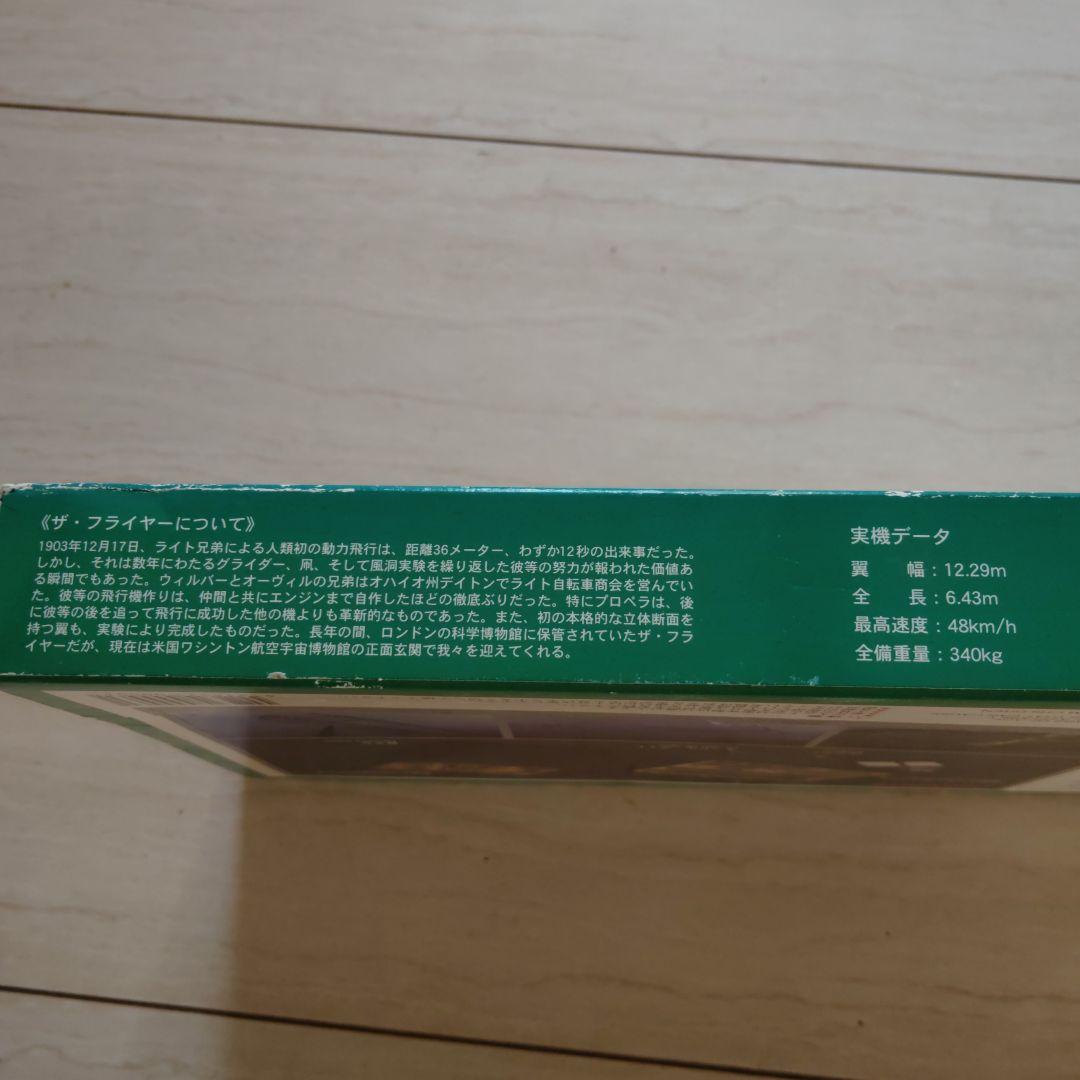 《ザ・フライヤーについて》
1903年12月17日、ライト兄弟による人類初の動力飛行は、距離36メーター、わずか12秒の出来事だった。
しかし、それは数年にわたるグライダー、凧、そして風洞実験を繰り返した彼等の努力が報われた価値あ
る瞬間でもあった。ウィルバーとオーヴィルの兄弟はオハイオ州デイトンでライト自転車商会を営んでい
た。彼等の飛行機作りは、仲間と共にエンジンまで自作したほどの徹底ぶりだった。特にプロペラは、後
に彼等の後を追って飛行に成功した他の機よりも革新的なものであった。また、初の本格的な立体断面を
持つ翼も、実験により完成したものだった。長年の間、ロンドンの科学博物館に保管されていたザ・フラ
イヤーだが、現在は米国ワシントン航空宇宙博物館の正面玄関で我々を迎えてくれる。
実機データ
翼　　幅：12.29m
全　　長：6.43m
最高速度：48km/h
全備重量：340kg